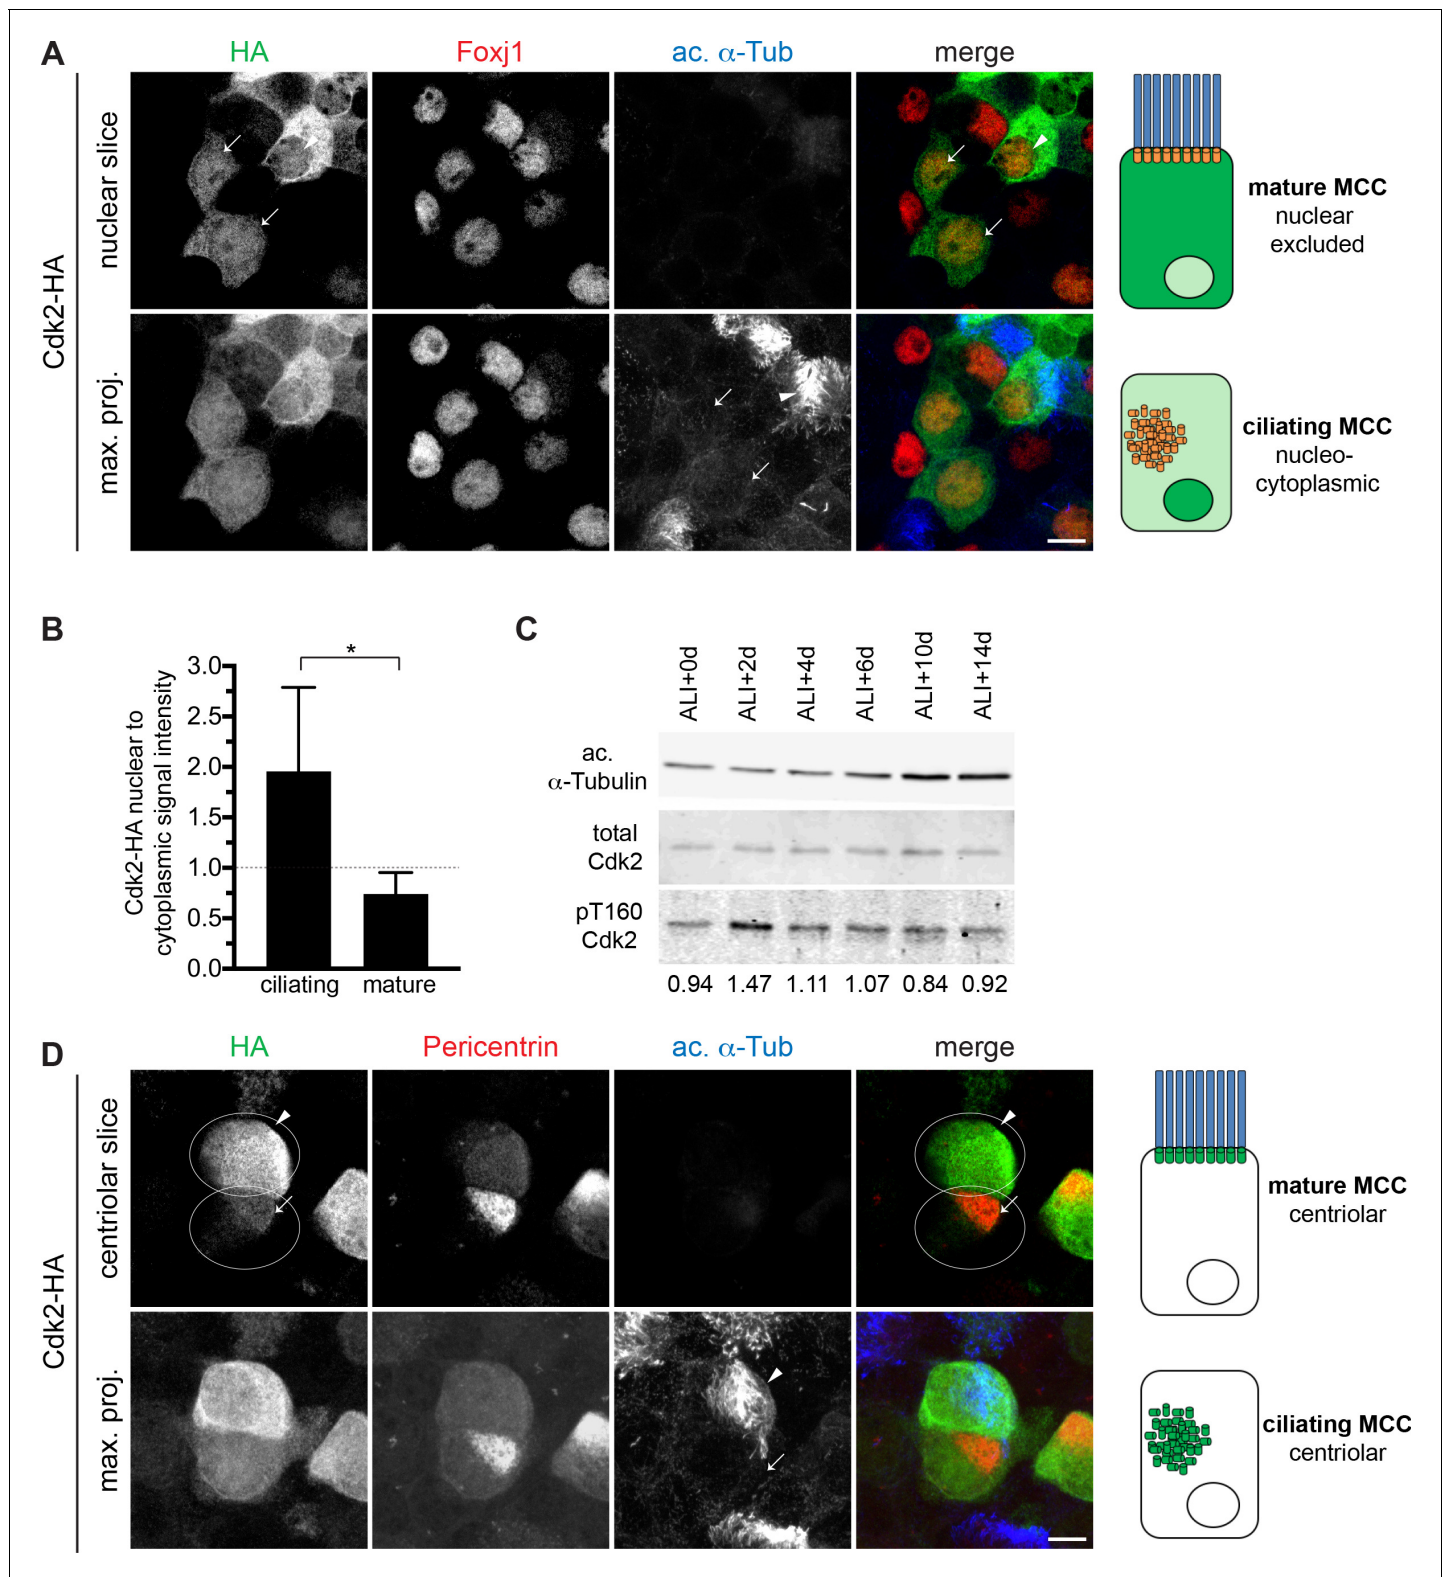 A
HA
Foxj1
ac. α-Tub
merge
Cdk2-HA
nuclear slice
max. proj.
mature MCC
nuclear
excluded
ciliating MCC
nucleo-
cytoplasmic
B
Cdk2-HA nuclear to
cytoplasmic signal intensity
3.0
2.5
2.0
1.5
1.0
0.5
0.0
*
ciliating
mature
C
ALI+0d
ALI+2d
ALI+4d
ALI+6d
ALI+10d
ALI+14d
ac.
α-Tubulin
total
Cdk2
pT160
Cdk2
0.94 1.47 1.11 1.07 0.84 0.92
D
HA
Pericentrin
ac. α-Tub
merge
Cdk2-HA
centriolar slice
max. proj.
mature MCC
centriolar
ciliating MCC
centriolar